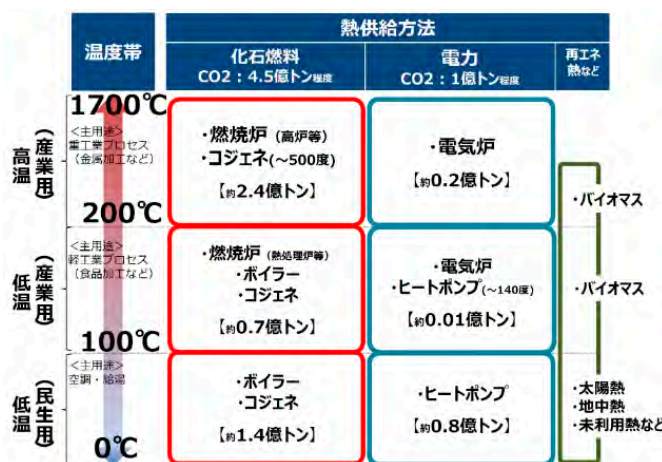 熱供給方法
温度帯
化石燃料
CO2：4.5億トン程度
電力
CO2：1億トン程度
再エネ
熱など
高温
（産業用）
1700℃
＜主用途＞
重工業プロセス
（金属加工など）
200℃
・燃焼炉（高炉等）
・コジェネ(～500度)
【約2.4億トン】
・電気炉
【約0.2億トン】
・バイオマス
低温
（産業用）
＜主用途＞
軽工業プロセス
（食品加工など）
100℃
・燃焼炉（熱処理炉等）
・ボイラー
・コジェネ
【約0.7億トン】
・電気炉
・ヒートポンプ(～140度)
【約0.01億トン】
・バイオマス
低温
（民生用）
＜主用途＞
空調・給湯
0℃
・ボイラー
・コジェネ
【約1.4億トン】
・ヒートポンプ
【約0.8億トン】
・太陽熱
・地中熱
・未利用熱など